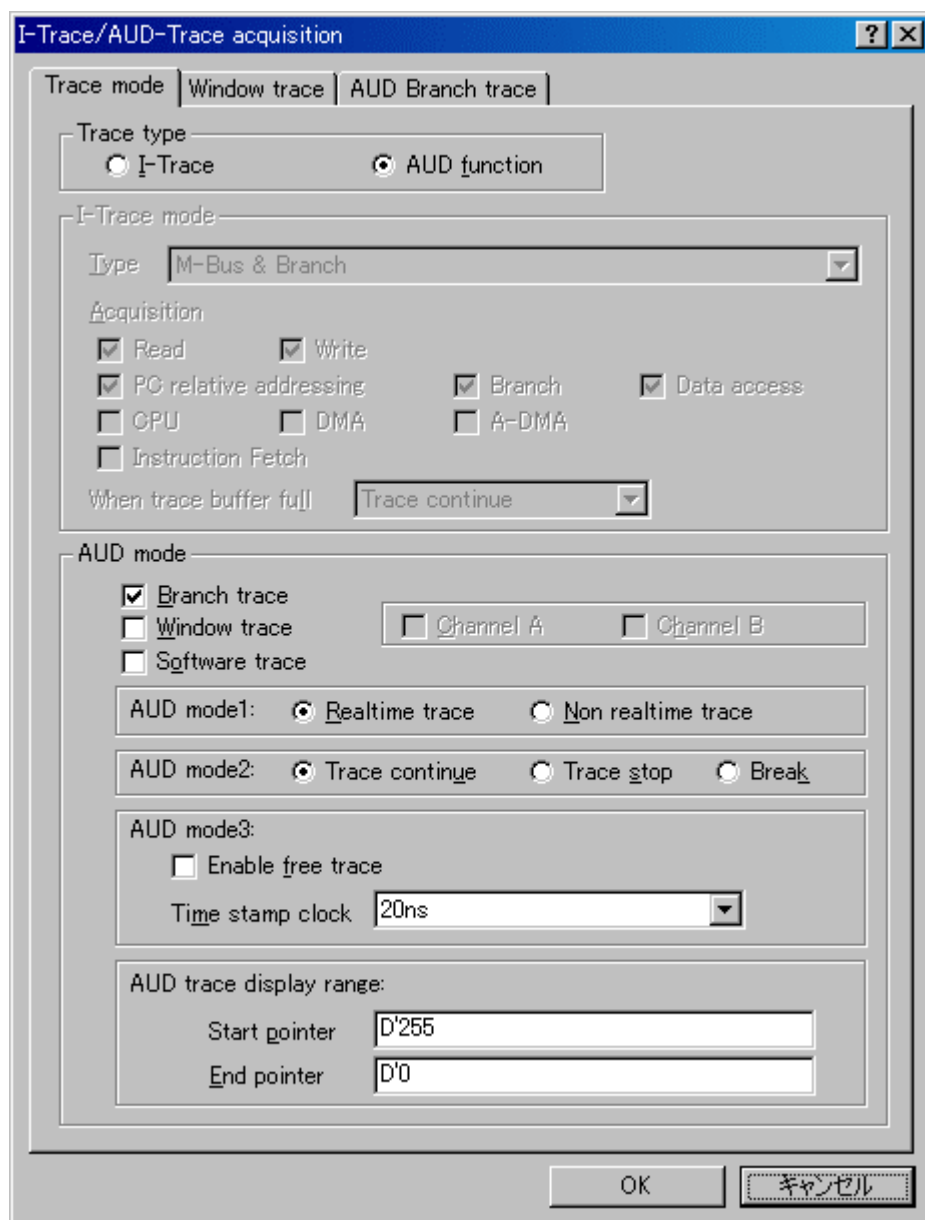 I-Trace/AUD-Trace acquisition
Trace mode Window trace AUD Branch trace
Trace type
I-Trace AUD function
I-Trace mode
Type M-Bus & Branch
Acquisition
Read Write
PC relative addressing Branch Data access
CPU DMA A-DMA
Instruction Fetch
When trace buffer full Trace continue
AUD mode
Branch trace
Window trace Channel A Channel B
Software trace
AUD mode1: Realtime trace Non realtime trace
AUD mode2: Trace continue Trace stop Break
AUD mode3:
Enable free trace
Time stamp clock 20ns
AUD trace display range:
Start pointer D'255
End pointer D'0
OK キャンセル